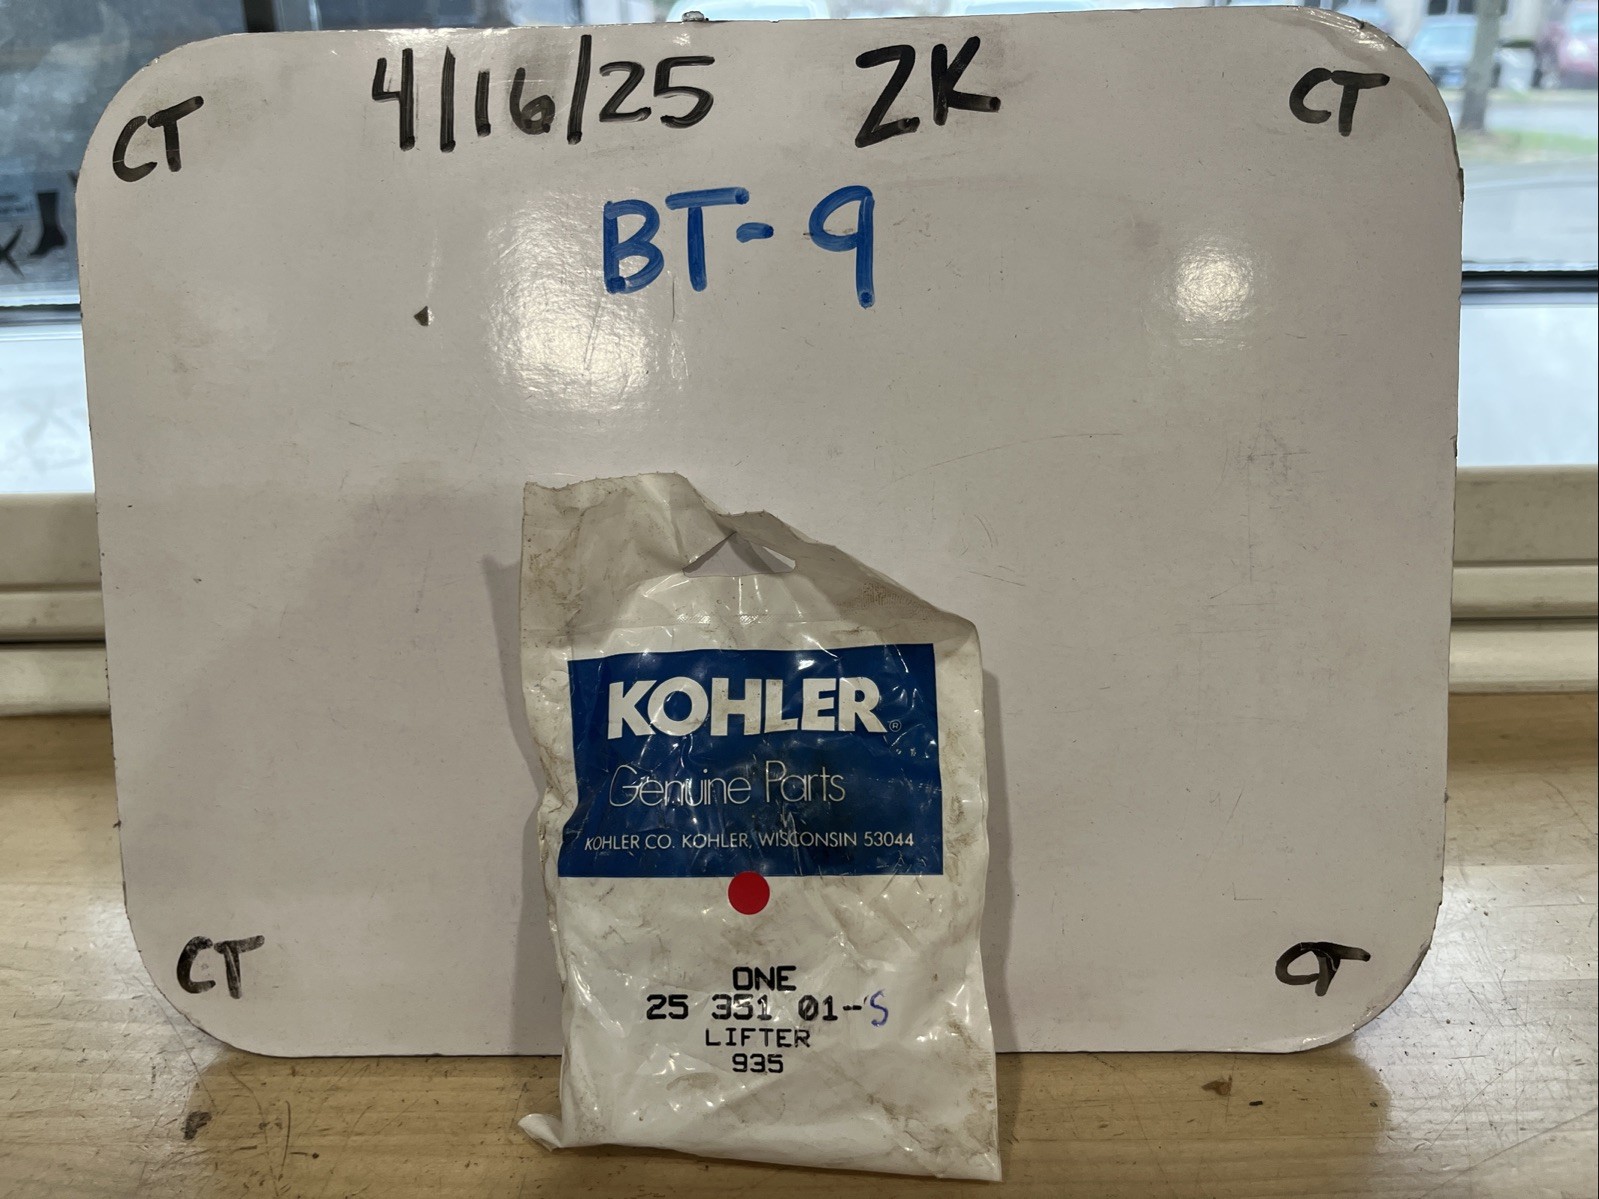 CT 4/16/25 ZK CT
BT-9
KOHLER®
Genuine Parts
KOHLER CO. KOHLER, WISCONSIN 53044
ONE
25 351 01-S
LIFTER
935
CT CT